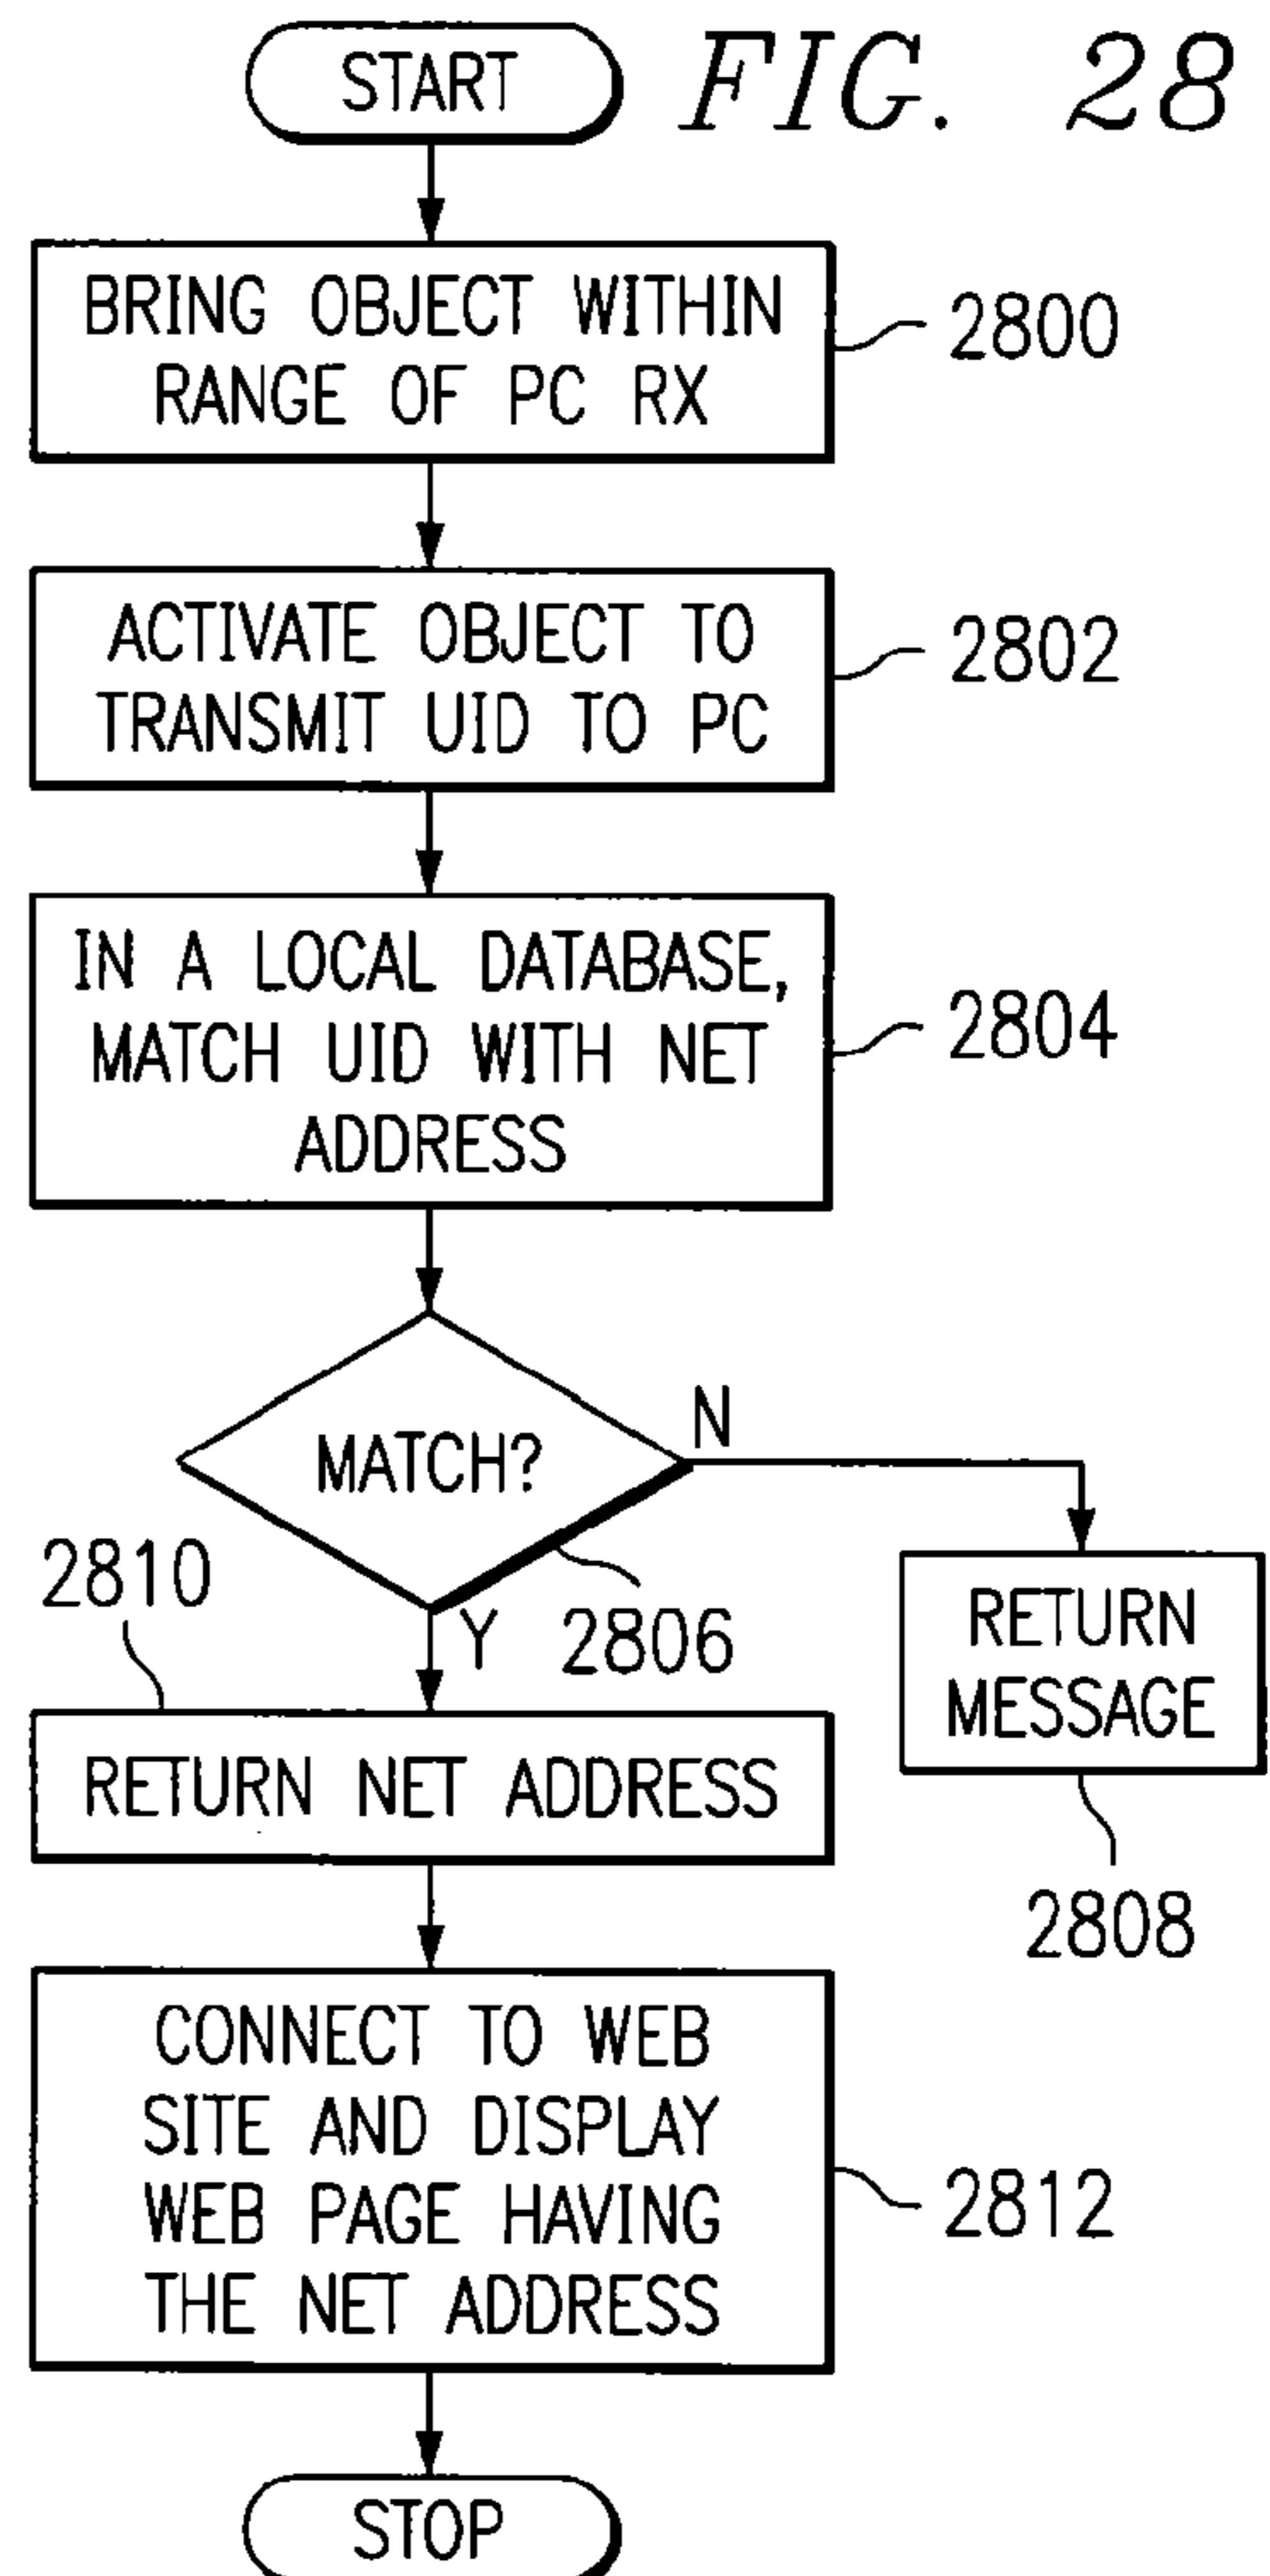 START
FIG. 28
BRING OBJECT WITHIN
RANGE OF PC RX
2800
ACTIVATE OBJECT TO
TRANSMIT UID TO PC
2802
IN A LOCAL DATABASE,
MATCH UID WITH NET
ADDRESS
2804
MATCH?
N
2810
Y
2806
RETURN
MESSAGE
RETURN NET ADDRESS
2808
CONNECT TO WEB
SITE AND DISPLAY
WEB PAGE HAVING
THE NET ADDRESS
2812
STOP